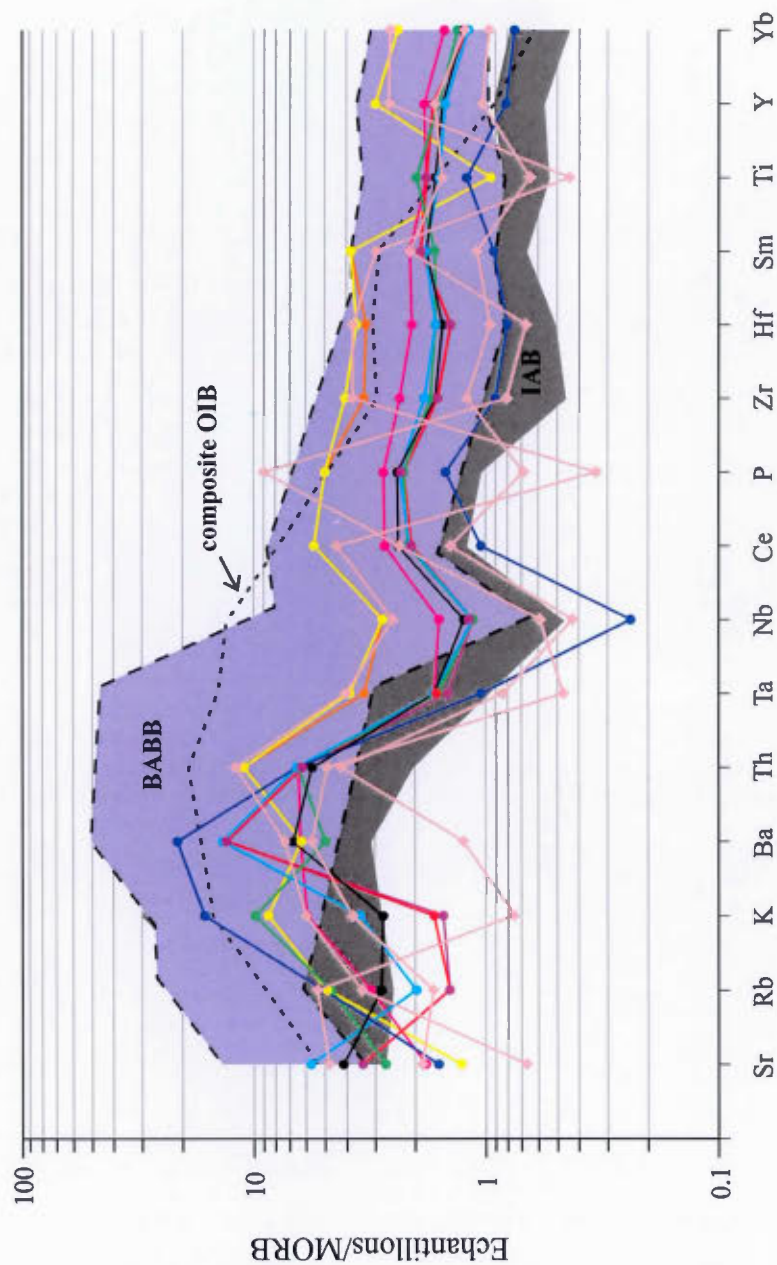 100
10
1
0.1
Echantillons/MORB
BABB
composite OIB
IAB
Sr Rb K Ba Th Ta Nb Ce P Zr Hf Sm Ti Y Yb